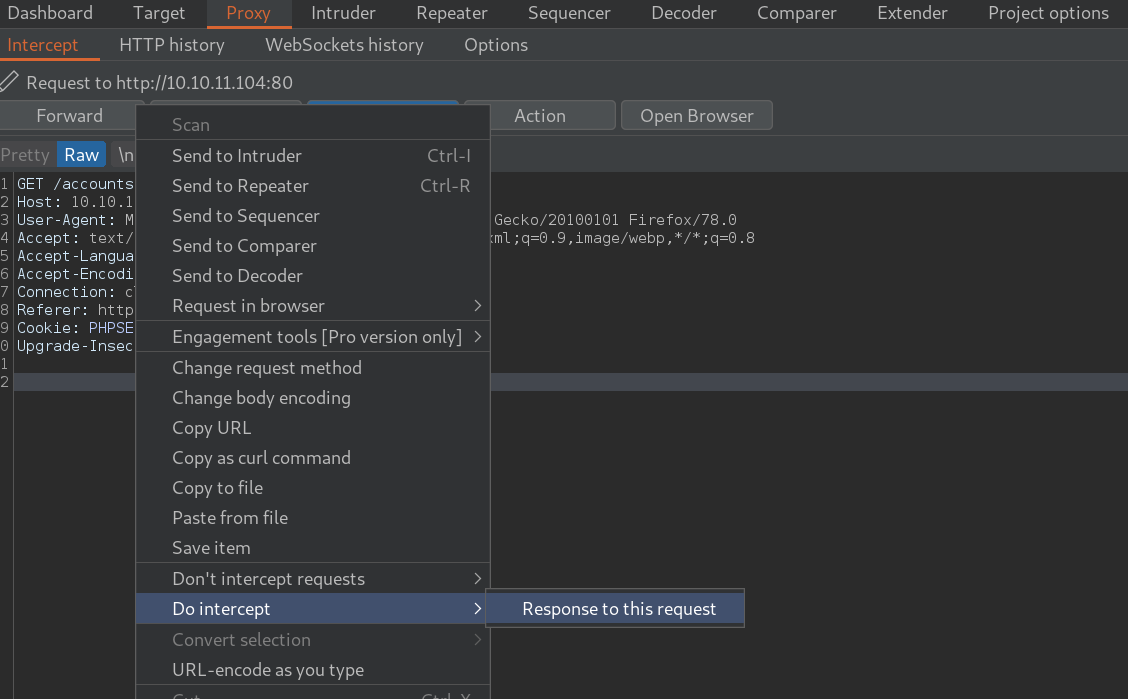 Dashboard Target Proxy Intruder Repeater Sequencer Decoder Comparer Extender Project options
Intercept HTTP history WebSockets history Options
Request to http://10.10.11.104:80
Forward Action Open Browser
Pretty Raw \n
Scan
Send to Intruder Ctrl-I
Send to Repeater Ctrl-R
Send to Sequencer
Send to Comparer
Send to Decoder
Request in browser
Engagement tools [Pro version only]
Change request method
Change body encoding
Copy URL
Copy as curl command
Copy to file
Paste from file
Save item
Don't intercept requests
Do intercept
Response to this request
Convert selection
URL-encode as you type
1 GET /accounts
2 Host: 10.10.1
3 User-Agent: M Gecko/20100101 Firefox/78.0
4 Accept: text/ ml;q=0.9,image/webp,*/*;q=0.8
5 Accept-Langua
6 Accept-Encodi
7 Connection: c
8 Referer: http
9 Cookie: PHPSE
0 Upgrade-Insec
1
2